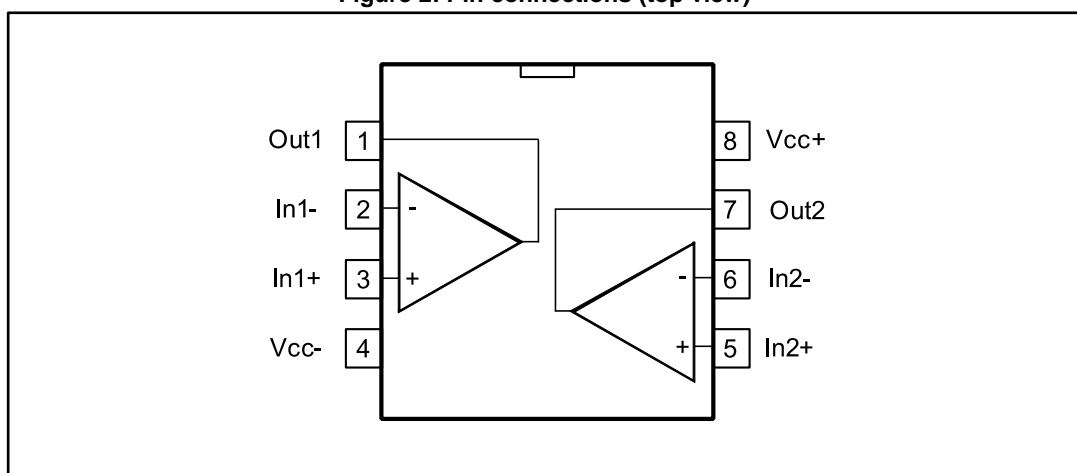 Figure 2. Pin connections (top view)
Out1 1
In1- 2
In1+ 3
Vcc- 4
-
+
8 Vcc+
7 Out2
6 In2-
5 In2+
-
+